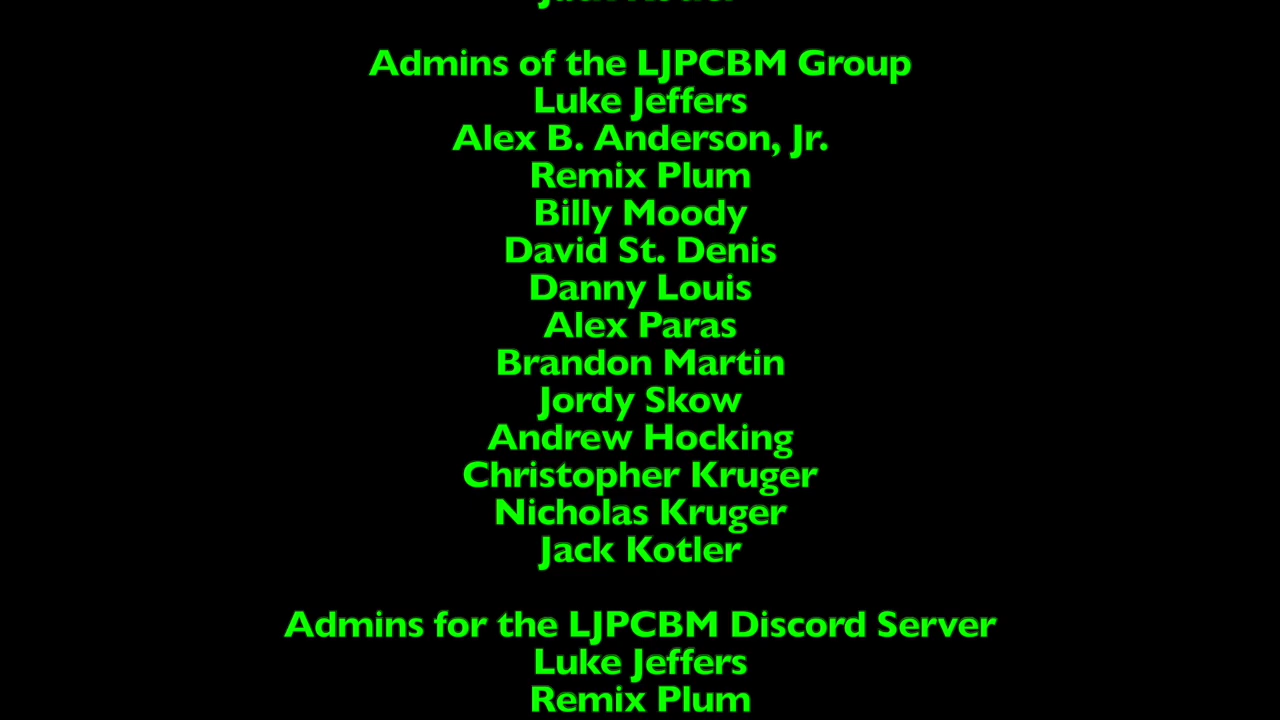 Jack Kotler
Admins of the LJPCBM Group
Luke Jeffers
Alex B. Anderson, Jr.
Remix Plum
Billy Moody
David St. Denis
Danny Louis
Alex Paras
Brandon Martin
Jordy Skow
Andrew Hocking
Christopher Kruger
Nicholas Kruger
Jack Kotler
Admins for the LJPCBM Discord Server
Luke Jeffers
Remix Plum